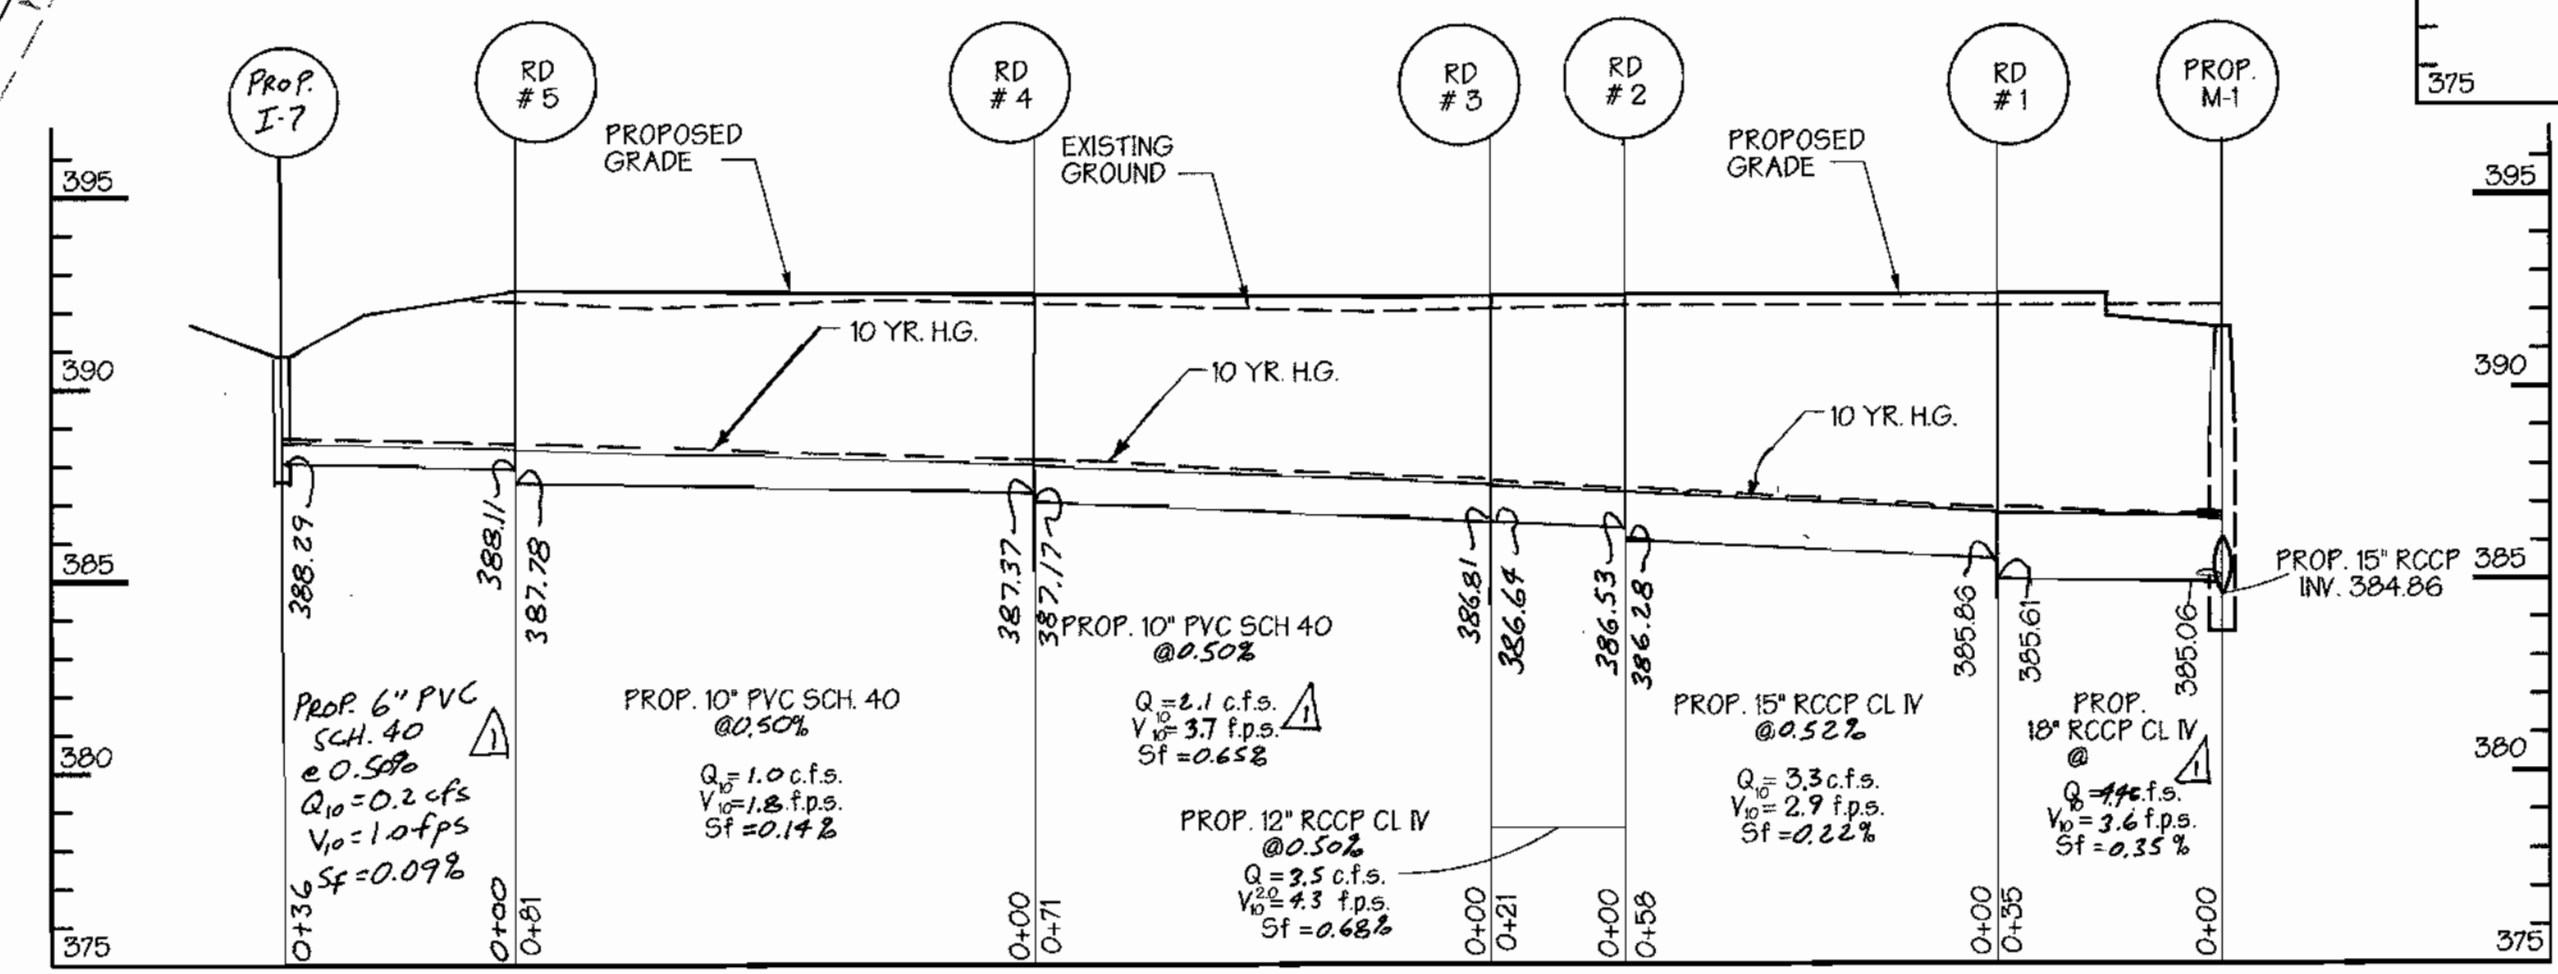 PROP.
I-7
RD
#5
RD
#4
RD
#3
RD
#2
RD
#1
PROP.
M-1
375
PROPOSED
GRADE
EXISTING
GROUND
PROPOSED
GRADE
395
395
10 YR. H.G.
10 YR. H.G.
10 YR. H.G.
390
390
385
385
388.29
388.11
387.78
387.37
387.17
386.81
386.64
386.53
386.28
385.86
385.61
385.06
PROP. 15" RCCP
INV. 384.86
PROP. 6" PVC
SCH. 40
@ 0.50%
Q10 = 0.2 cfs
V10 = 1.0 fps
Sf = 0.09%
1
PROP. 10" PVC SCH. 40
@0.50%
Q10 = 1.0 c.f.s.
V10 = 1.8 f.p.s.
Sf = 0.14%
PROP. 10" PVC SCH 40
@0.50%
Q10 = 2.1 c.f.s.
V10 = 3.7 f.p.s.
Sf = 0.65%
1
PROP. 12" RCCP CL IV
@0.50%
Q = 3.5 c.f.s.
V10 = 4.3 f.p.s.
Sf = 0.68%
PROP. 15" RCCP CL IV
@0.52%
Q10 = 3.3 c.f.s.
V10 = 2.9 f.p.s.
Sf = 0.22%
PROP.
18" RCCP CL IV
@
1
V10 = 3.6 f.p.s.
Sf = 0.35%
380
380
375
375
0+36
0+00
0+81
0+00
0+71
0+00
0+21
0+00
0+58
0+00
0+35
0+00